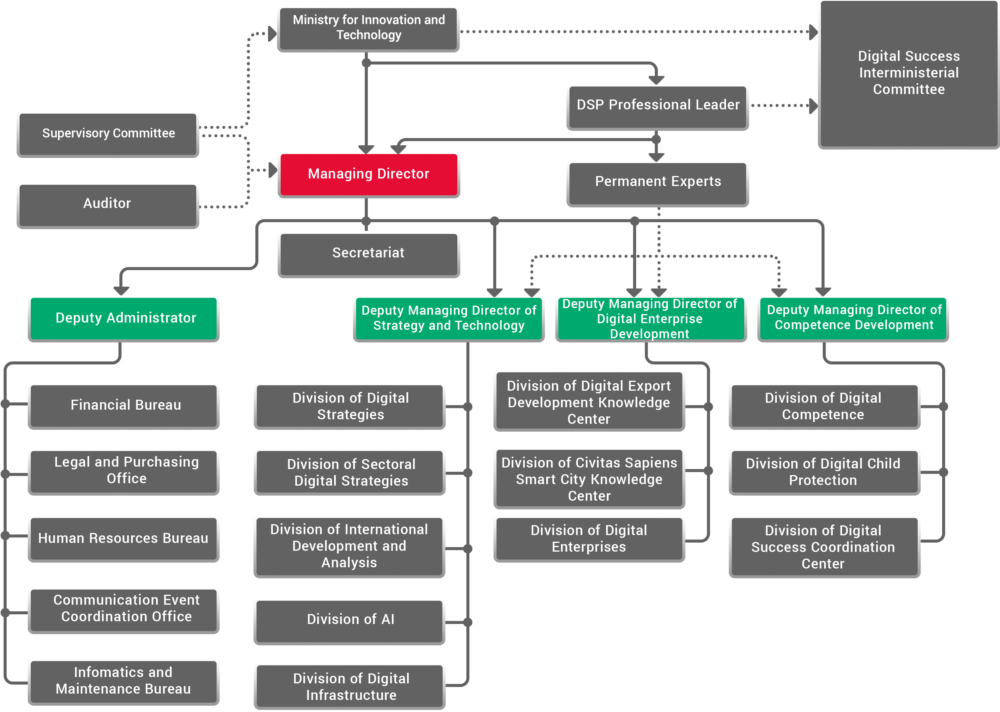 Ministry for Innovation and
Technology
Digital Success
Interministerial
Committee
DSP Professional Leader
Supervisory Committee
Managing Director
Permanent Experts
Auditor
Secretariat
Deputy Administrator
Deputy Managing Director of
Strategy and Technology
Deputy Managing Director of
Digital Enterprise
Development
Deputy Managing Director of
Competence Development
Financial Bureau
Legal and Purchasing
Office
Human Resources Bureau
Communication Event
Coordination Office
Infomatics and
Maintenance Bureau
Division of Digital
Strategies
Division of Sectoral
Digital Strategies
Division of International
Development and
Analysis
Division of AI
Division of Digital
Infrastructure
Division of Digital Export
Development Knowledge
Center
Division of Civitas Sapiens
Smart City Knowledge
Center
Division of Digital
Enterprises
Division of Digital
Competence
Division of Digital Child
Protection
Division of Digital
Success Coordination
Center